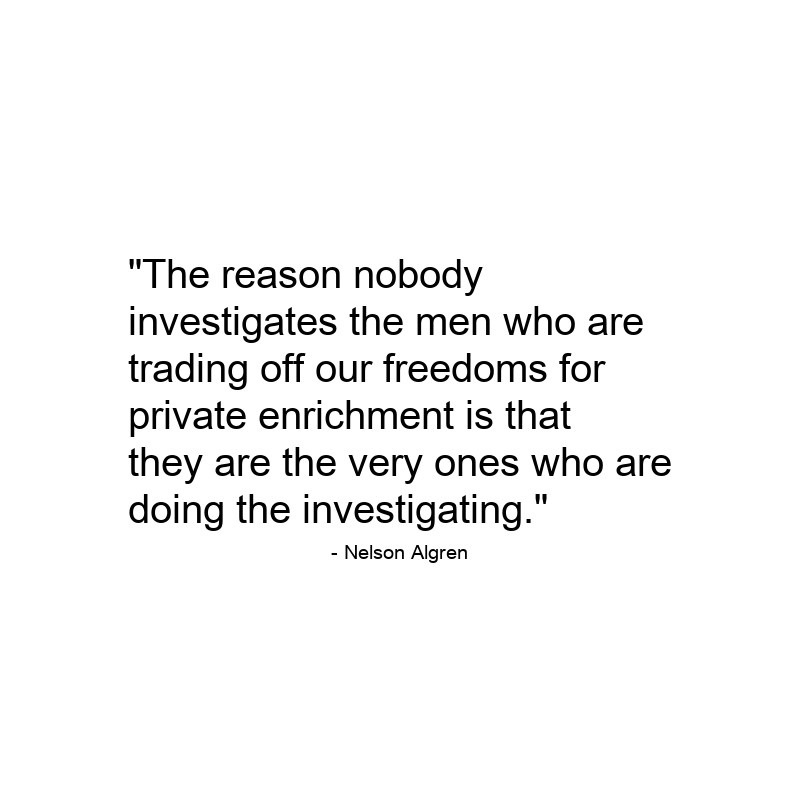 "The reason nobody
investigates the men who are
trading off our freedoms for
private enrichment is that
they are the very ones who are
doing the investigating."
- Nelson Algren